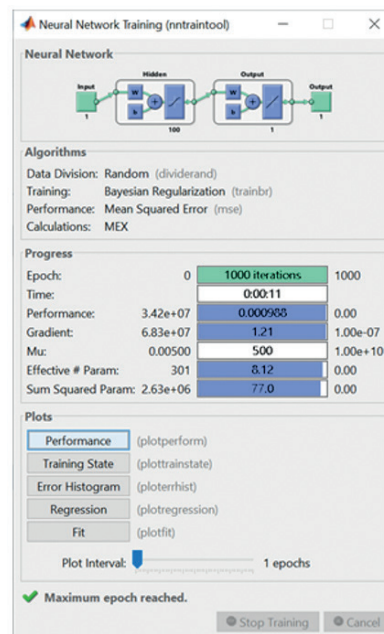 Neural Network Training (nntraintool)
Neural Network
Hidden
Output
Input
W
b
W
b
Output
1
100
1
1
Algorithms
Data Division: Random (dividerand)
Training: Bayesian Regularization (trainbr)
Performance: Mean Squared Error (mse)
Calculations: MEX
Progress
Epoch: 0 1000 iterations 1000
Time: 0:00:11
Performance: 3.42e+07 0.000988 0.00
Gradient: 6.83e+07 1.21 1.00e-07
Mu: 0.00500 500 1.00e+10
Effective # Param: 301 8.12 0.00
Sum Squared Param: 2.63e+06 77.0 0.00
Plots
Performance (plotperform)
Training State (plottrainstate)
Error Histogram (ploterrhist)
Regression (plotregression)
Fit (plotfit)
Plot Interval: 1 epochs
Maximum epoch reached.
Stop Training Cancel